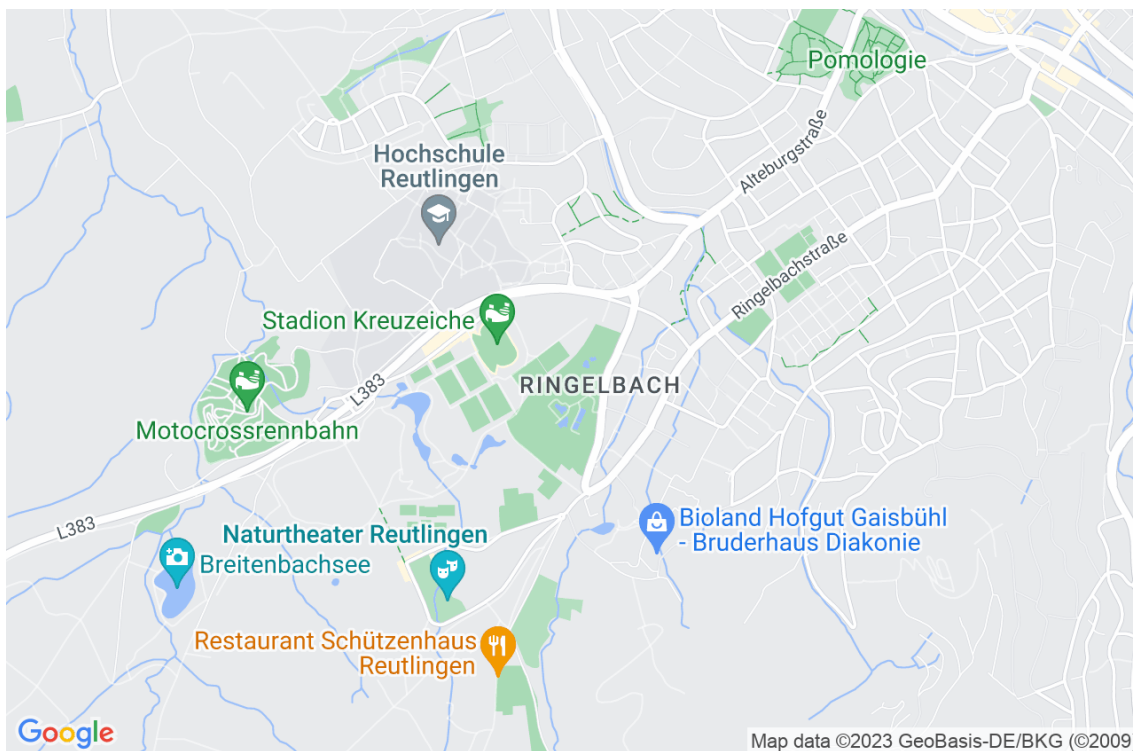 Pomologie
Alteburgstraße
Hochschule
Reutlingen
Ringelbachstraße
Stadion Kreuzeiche
RINGELBACH
L383
Motocrossrennbahn
L383
Naturtheater Reutlingen
Breitenbachsee
Bioland Hofgut Gaisbühl
- Bruderhaus Diakonie
Restaurant Schützenhaus
Reutlingen
Google
Map data ©2023 GeoBasis-DE/BKG (©2009